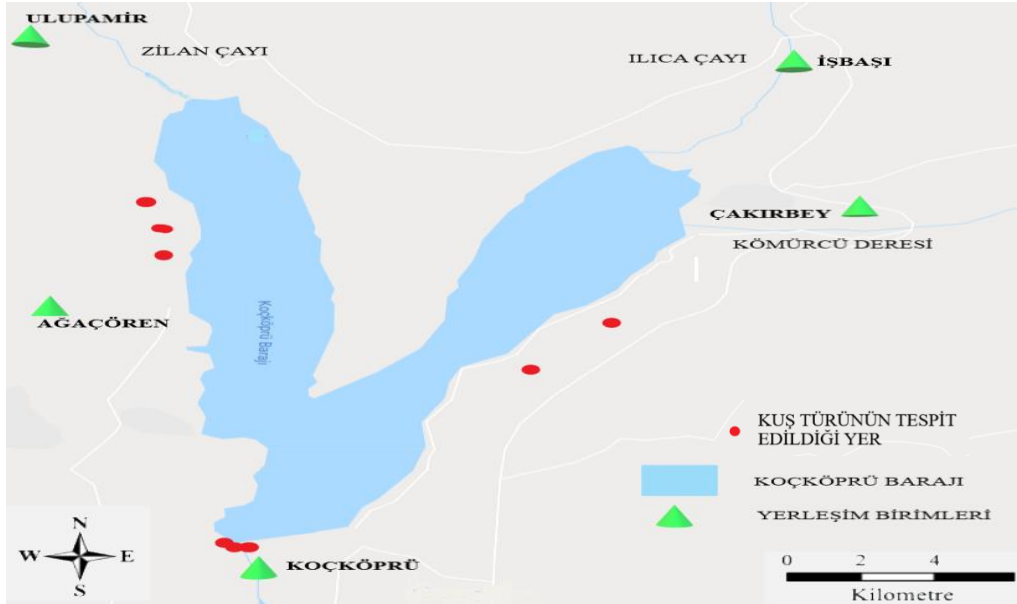 ULUPAMİR
ZİLAN ÇAYI
ILICA ÇAYI
İŞBAŞI
ÇAKIRBEY
KÖMÜRCÜ DERESİ
AĞAÇÖREN
Koçköprü Barajı
KUŞ TÜRÜNÜN TESPİT
EDİLDİĞİ YER
KOÇKÖPRÜ BARAJI
YERLEŞİM BİRİMLERİ
N
W E
S
KOÇKÖPRÜ
0 2 4
Kilometre